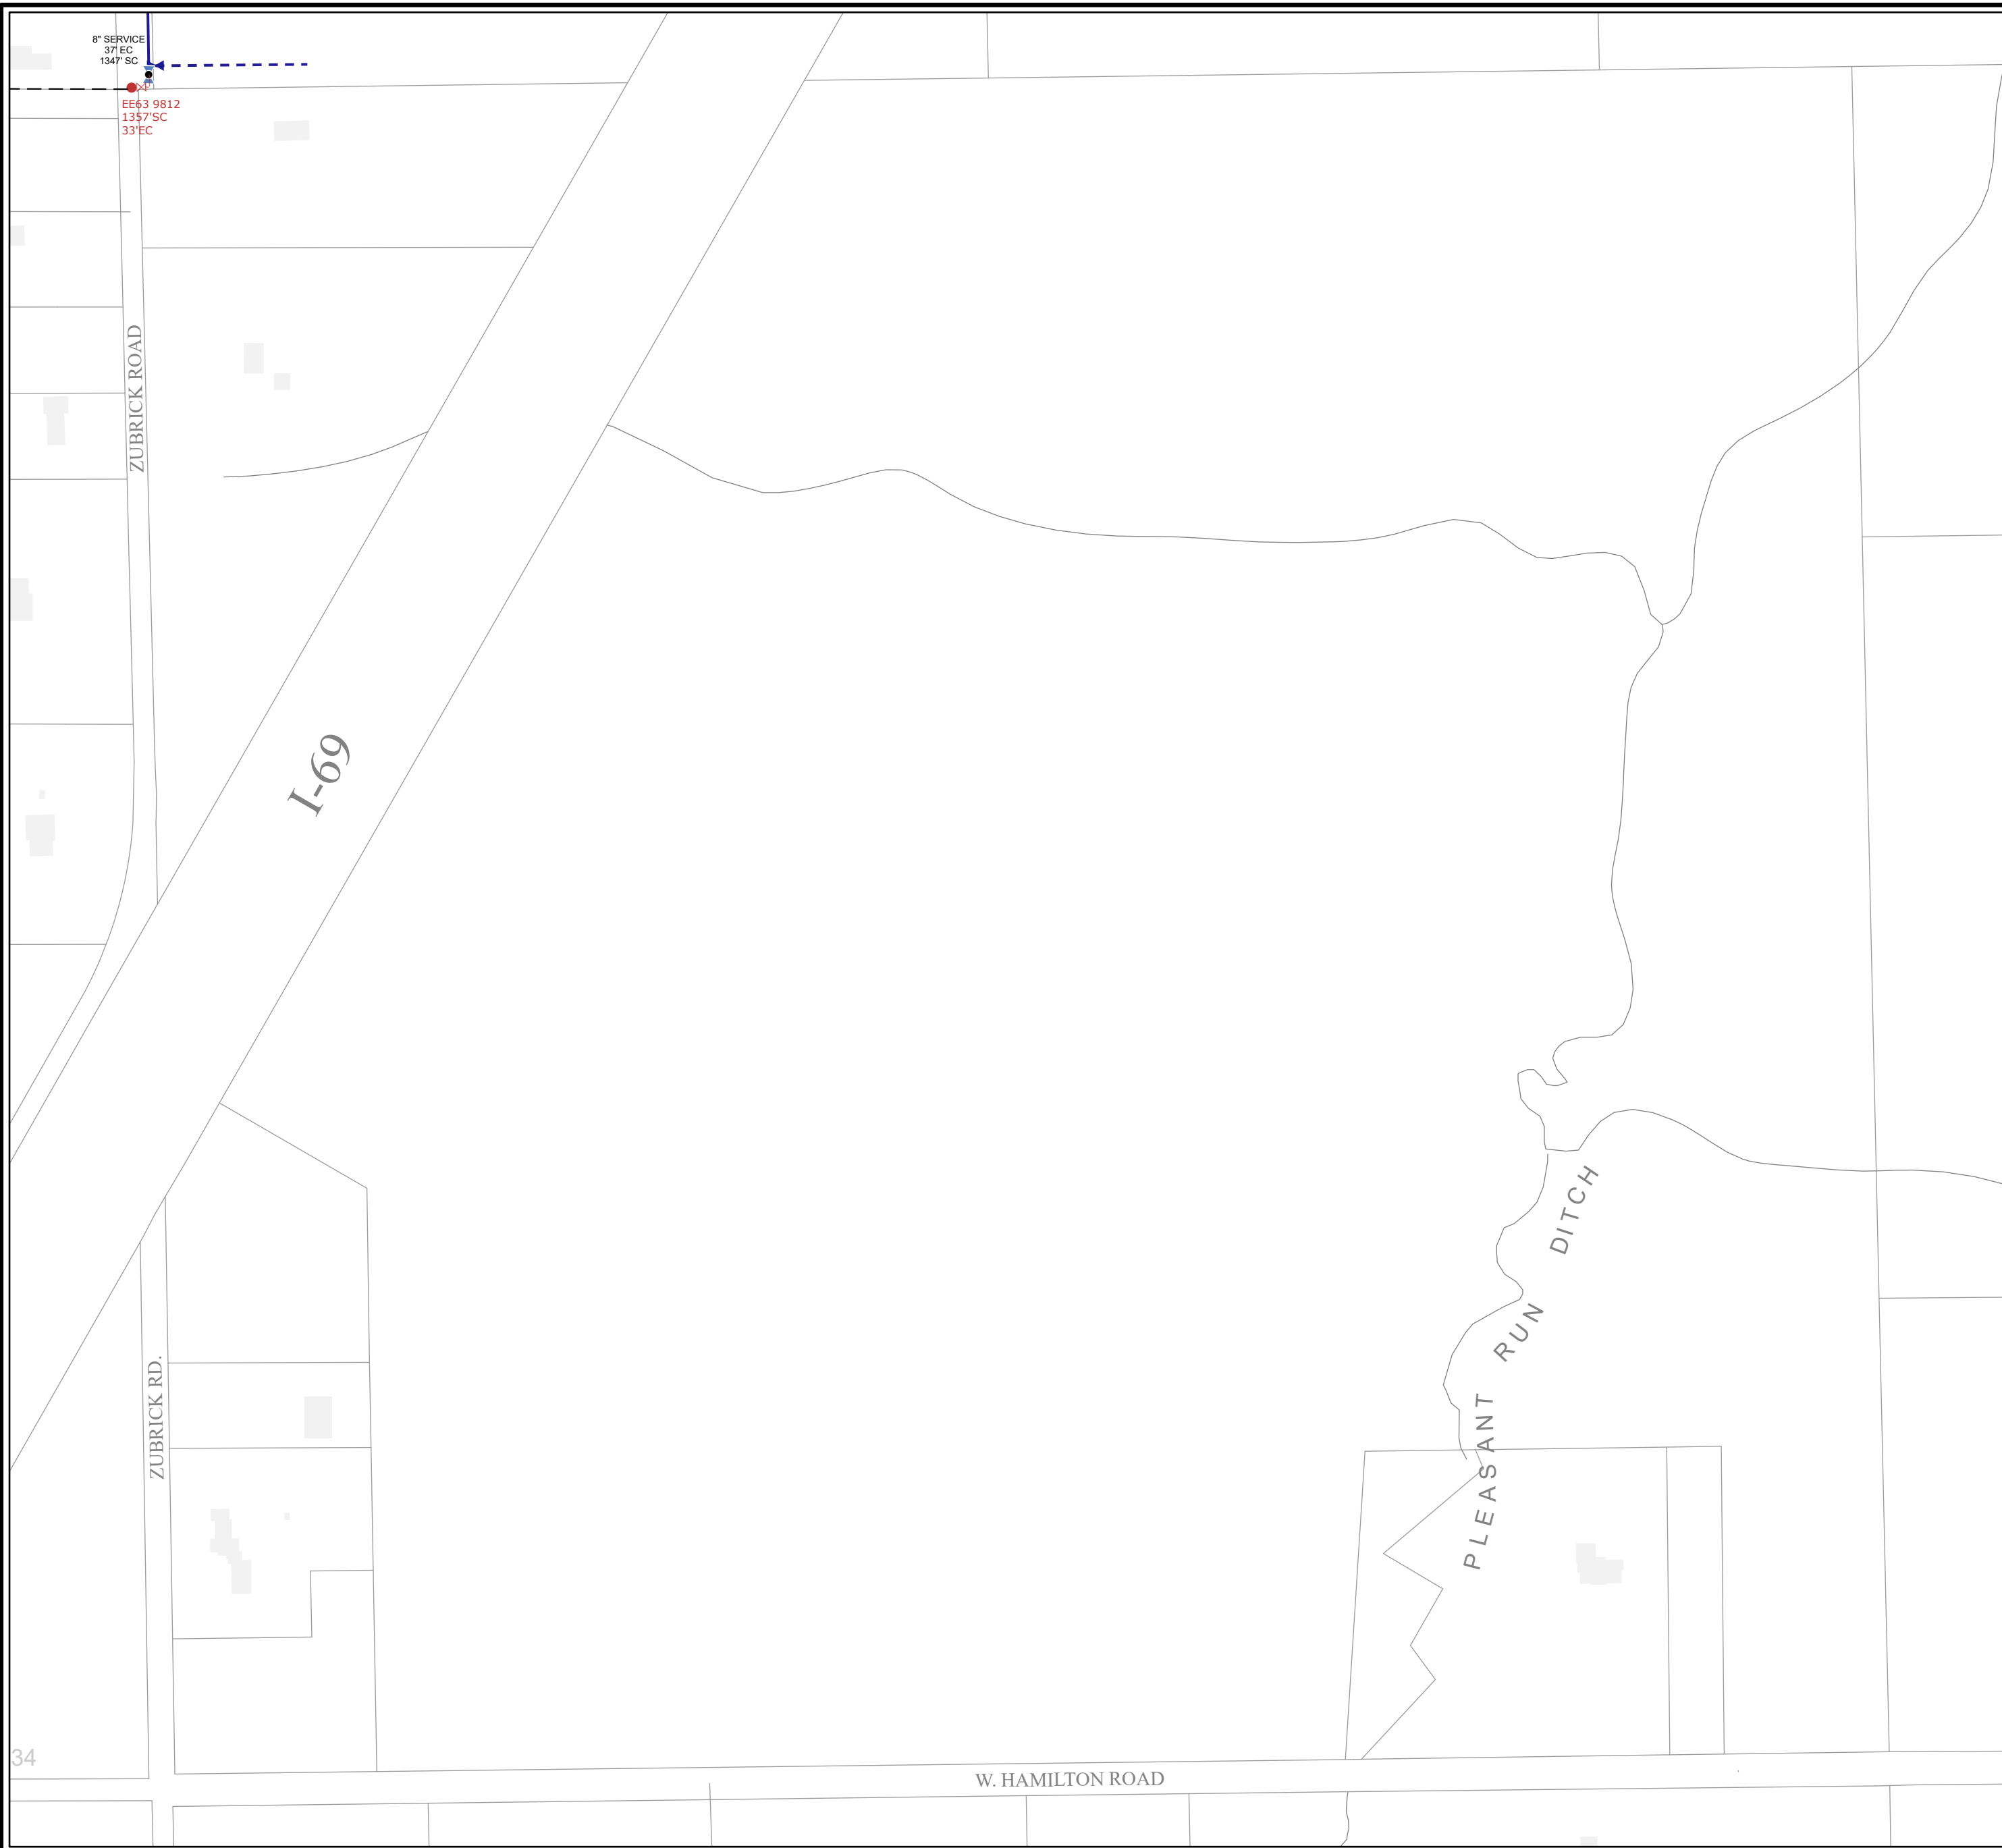 8" SERVICE
37' EC
1347' SC
EE63 9812
1357'SC
33'EC
ZUBRICK ROAD
I-69
PLEASANT RUN DITCH
ZUBRICK RD.
34
W. HAMILTON ROAD